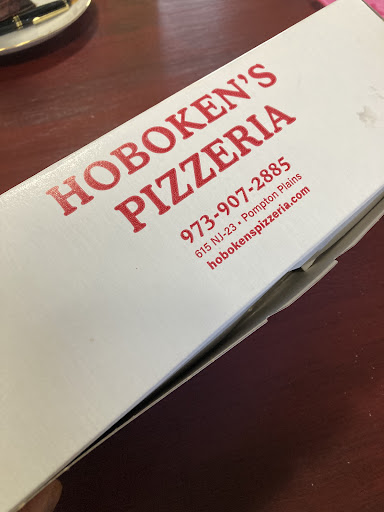 HOBOKEN'S
PIZZERIA
973-907-2885
615 NJ-23 • Pompton Plains
hobokenspizzeria.com